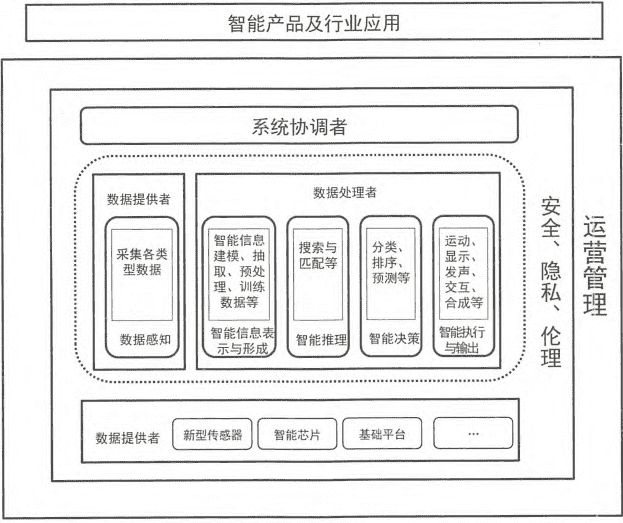 智能产品及行业应用
系统协调者
数据提供者
采集各类
型数据
数据感知
数据处理者
智能信息
建模、抽
取、预处
理、训练
数据等
智能信息表
示与形成
搜索与
匹配等
智能推理
分类、
排序、
预测等
智能决策
运动、
显示、
发声、
交互、
合成等
智能执行
与输出
数据提供者
新型传感器
智能芯片
基础平台
…
安全、隐私、伦理
运营管理